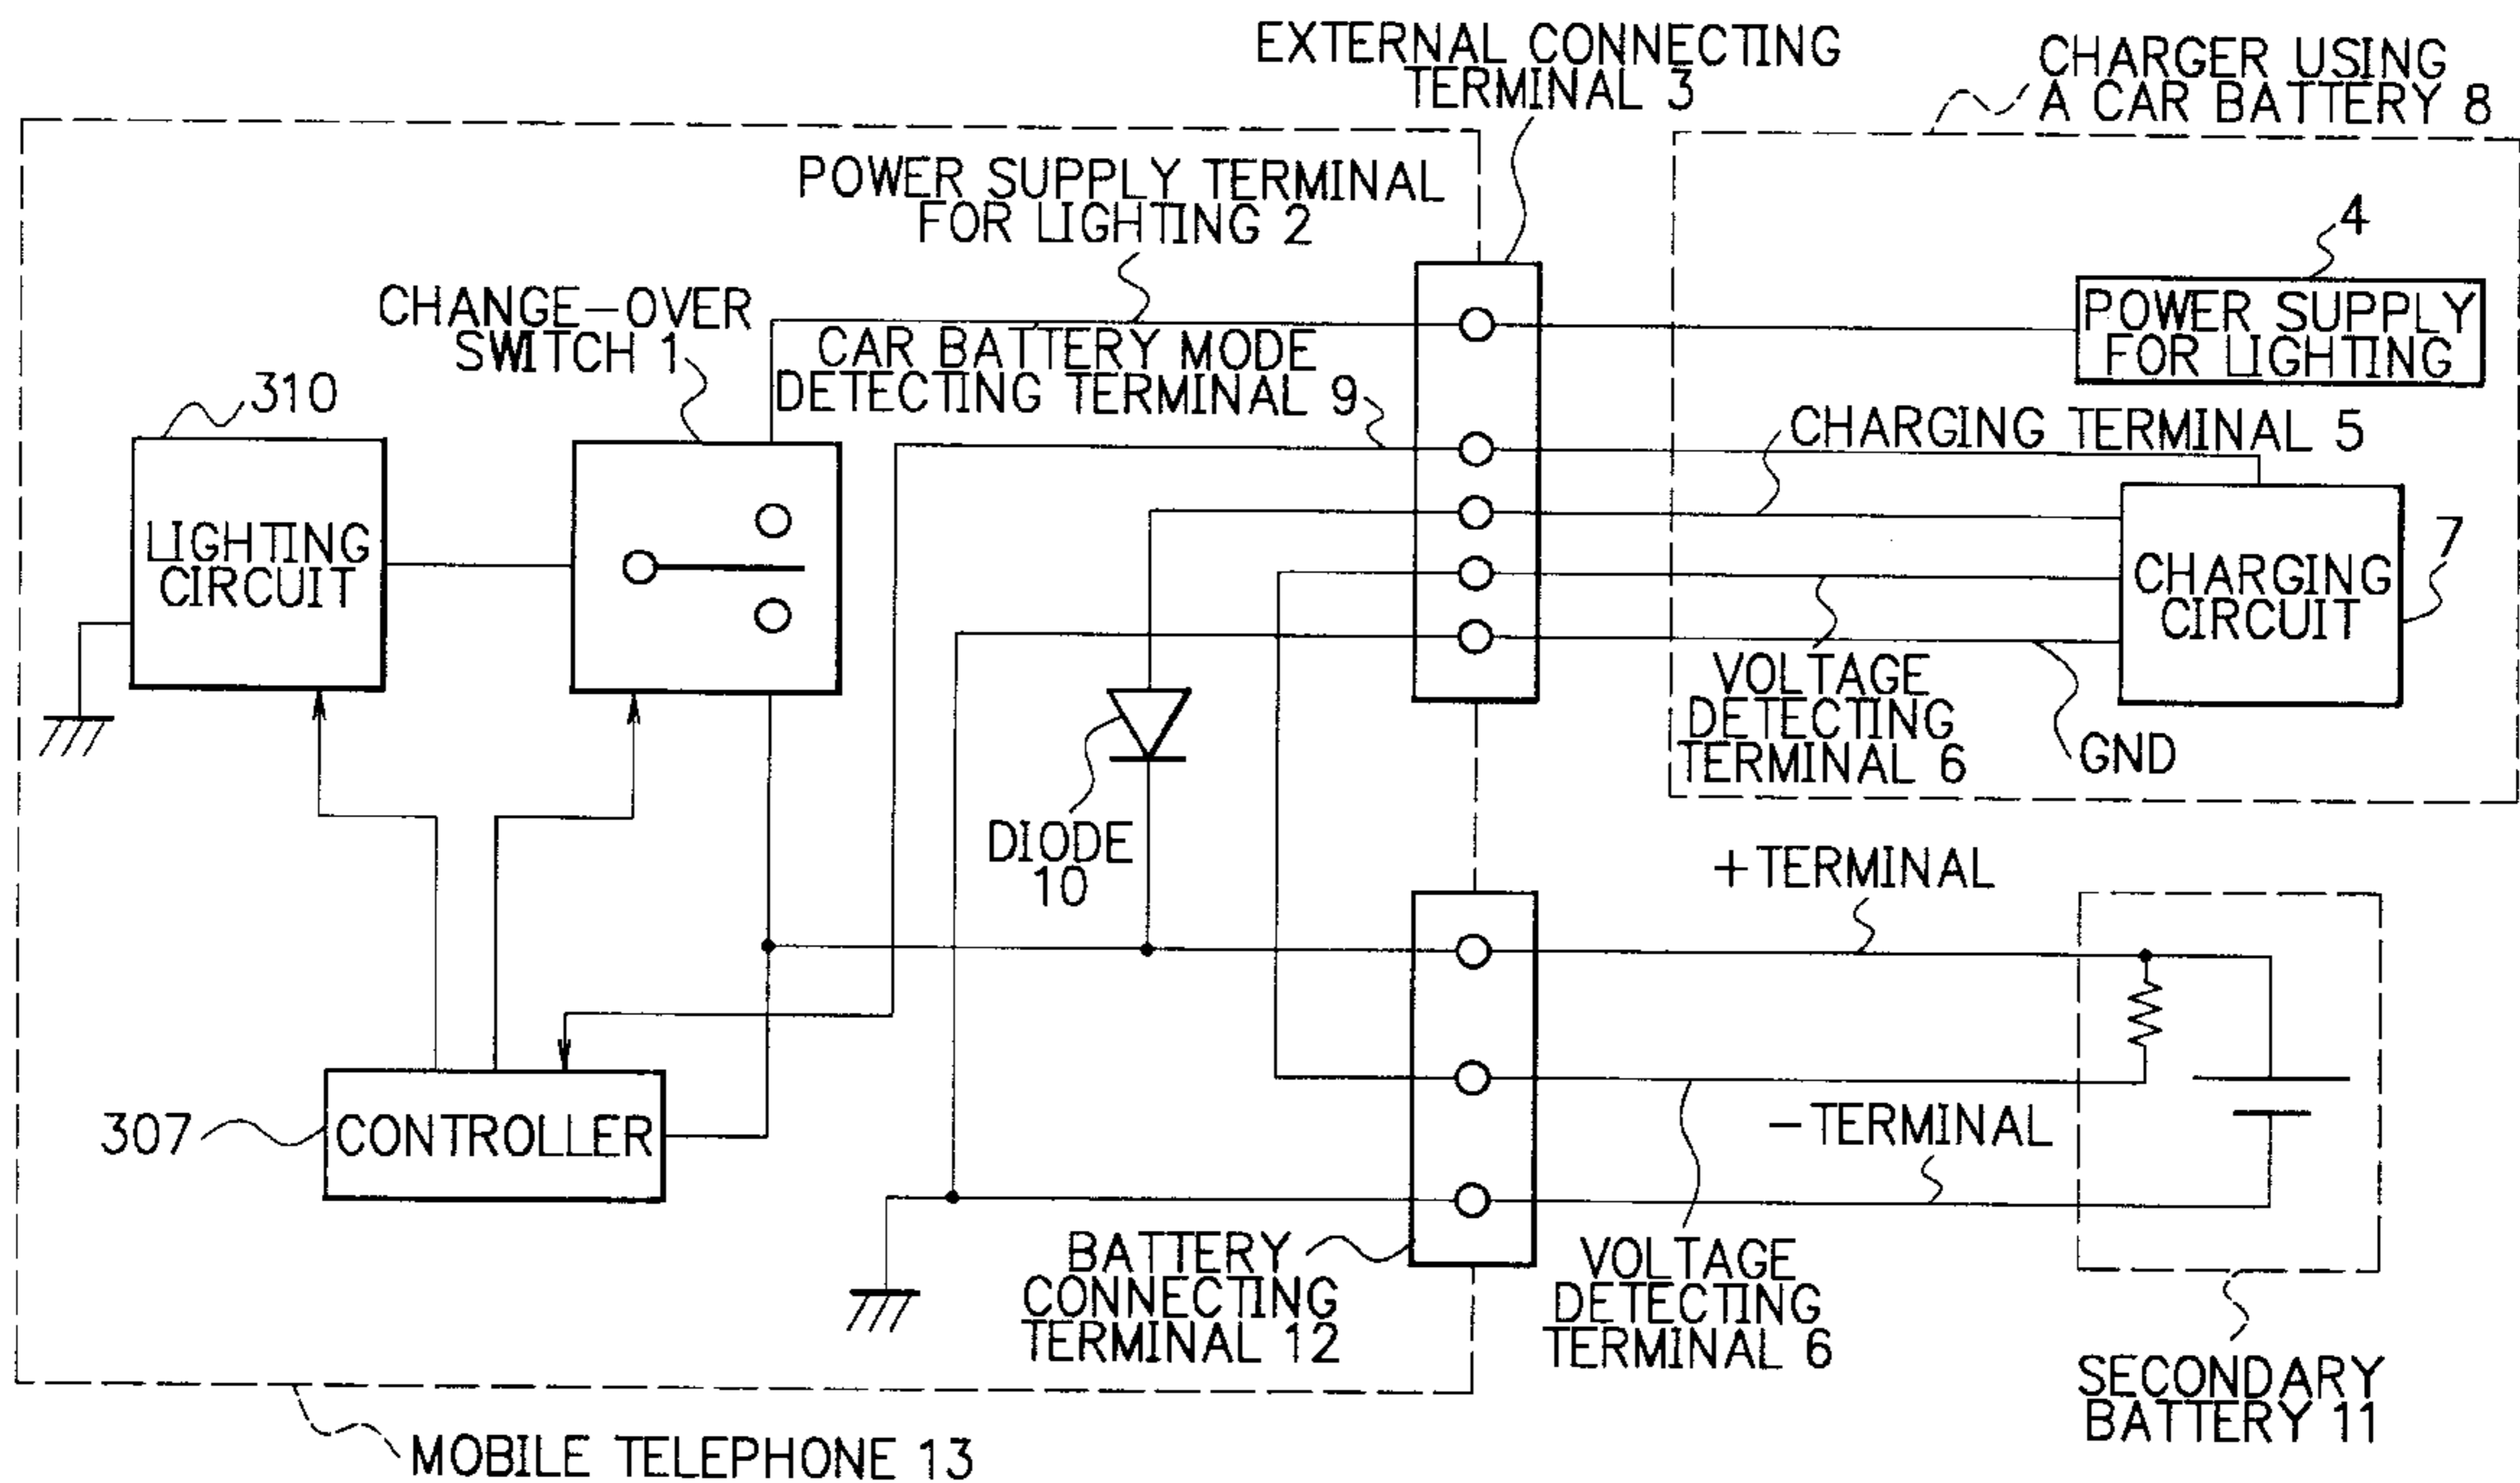 EXTERNAL CONNECTING
TERMINAL 3
CHARGER USING
A CAR BATTERY 8
POWER SUPPLY TERMINAL
FOR LIGHTING 2
4
POWER SUPPLY
FOR LIGHTING
CHANGE-OVER
SWITCH 1
CAR BATTERY MODE
DETECTING TERMINAL 9
310
CHARGING TERMINAL 5
LIGHTING
CIRCUIT
7
CHARGING
CIRCUIT
VOLTAGE
DETECTING
TERMINAL 6
GND
DIODE
10
+TERMINAL
307
CONTROLLER
-TERMINAL
BATTERY
CONNECTING
TERMINAL 12
VOLTAGE
DETECTING
TERMINAL 6
SECONDARY
BATTERY 11
MOBILE TELEPHONE 13